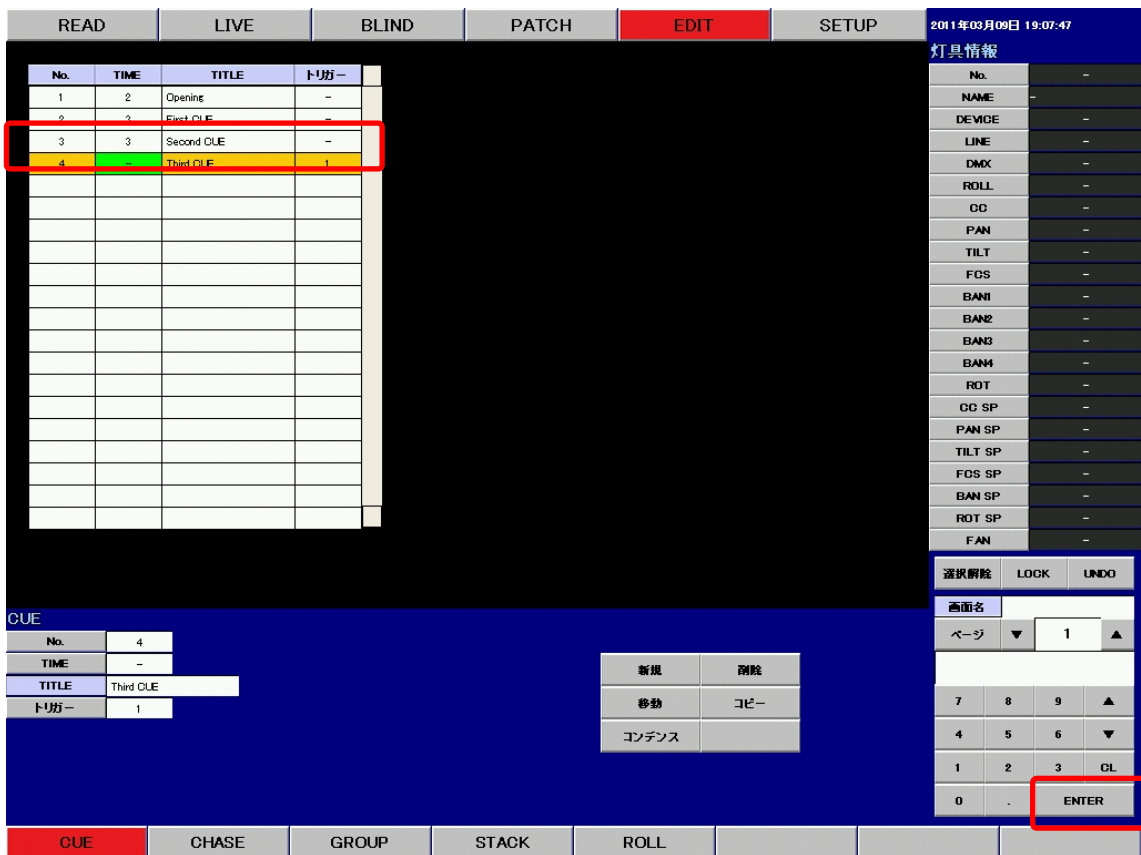 READ LIVE BLIND PATCH EDIT SETUP
2011年03月09日 19:07:47
灯具情報
No. TIME TITLE トリガー
1 2 Opening -
2 3 First CUE -
3 3 Second CUE -
4 - Third CUE 1
No. -
NAME -
DEVICE -
LINE -
DMX -
ROLL -
CC -
PAN -
TILT -
FCS -
BAN1 -
BAN2 -
BAN3 -
BAN4 -
ROT -
CC SP -
PAN SP -
TILT SP -
FCS SP -
BAN SP -
ROT SP -
FAN -
選択解除 LOCK UNDO
画面名
ページ ▼ 1 ▲
7 8 9 ▲
4 5 6 ▼
1 2 3 CL
0 . ENTER
CUE
No. 4
TIME -
TITLE Third CUE
トリガー 1
新規 削除
移動 コピー
コンデンス
CUE CHASE GROUP STACK ROLL